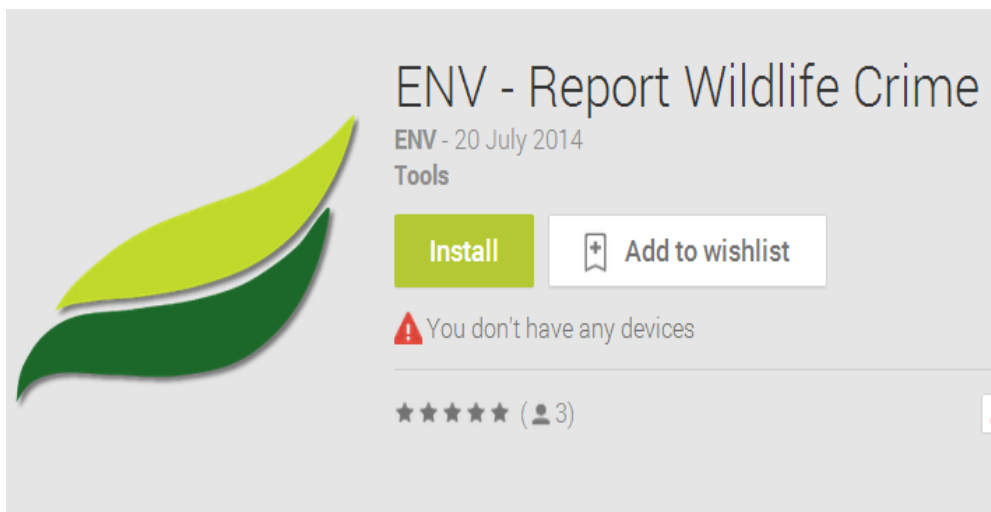 ENV - Report Wildlife Crime
ENV - 20 July 2014
Tools
Install Add to wishlist
You don't have any devices
(3)